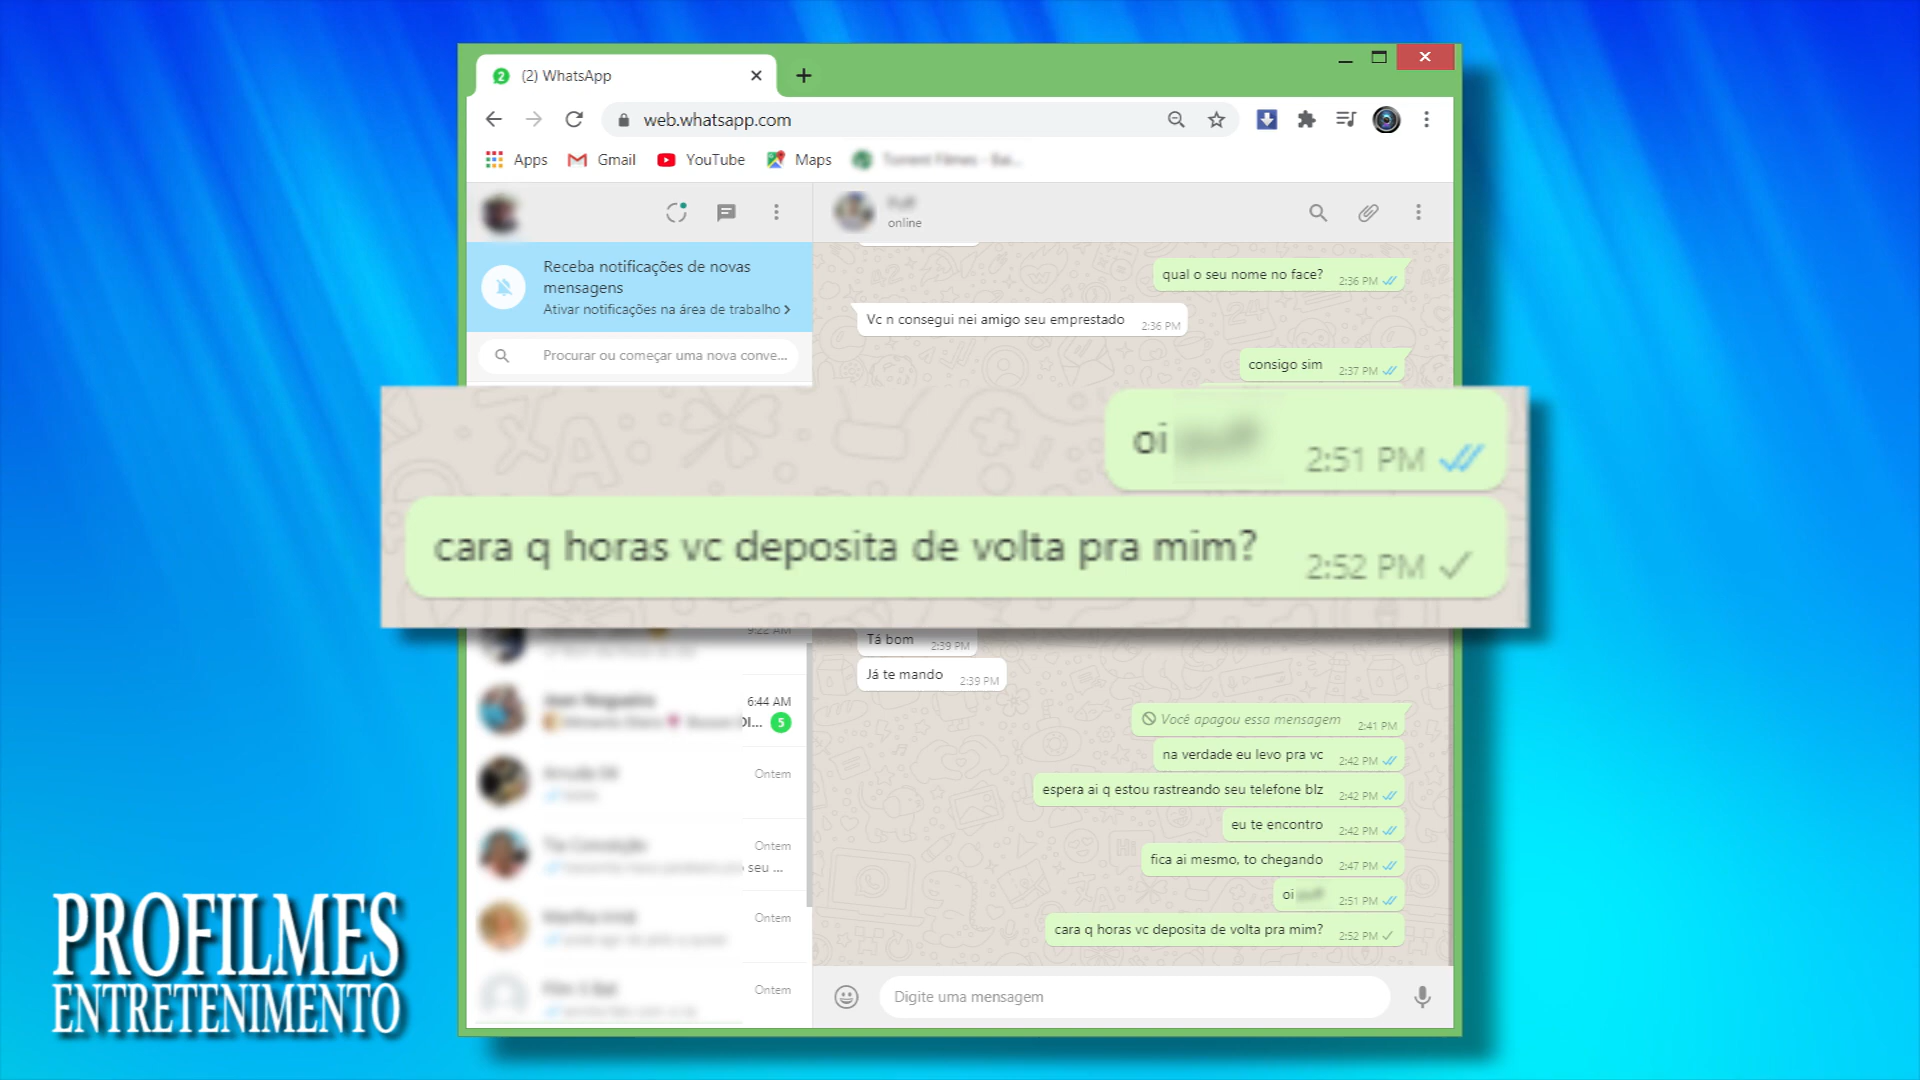 (2) WhatsApp
web.whatsapp.com
Apps
Gmail
YouTube
Maps
online
Receba notificações de novas
mensagens
Ativar notificações na área de trabalho
Procurar ou começar uma nova conve...
qual o seu nome no face? 2:36 PM
Vc n consegui nei amigo seu emprestado 2:36 PM
consigo sim 2:37 PM
oi 2:51 PM
cara q horas vc deposita de volta pra mim? 2:52 PM
9:22 AM
6:44 AM
DI... 5
Ontem
Ontem
seu ...
Ontem
Ontem
Tá bom 2:39 PM
Já te mando 2:39 PM
Você apagou essa mensagem 2:41 PM
na verdade eu levo pra vc 2:42 PM
espera ai q estou rastreando seu telefone blz 2:42 PM
eu te encontro 2:42 PM
fica ai mesmo, to chegando 2:47 PM
oi 2:51 PM
cara q horas vc deposita de volta pra mim? 2:52 PM
Digite uma mensagem
PROFILMES
ENTRETENIMENTO